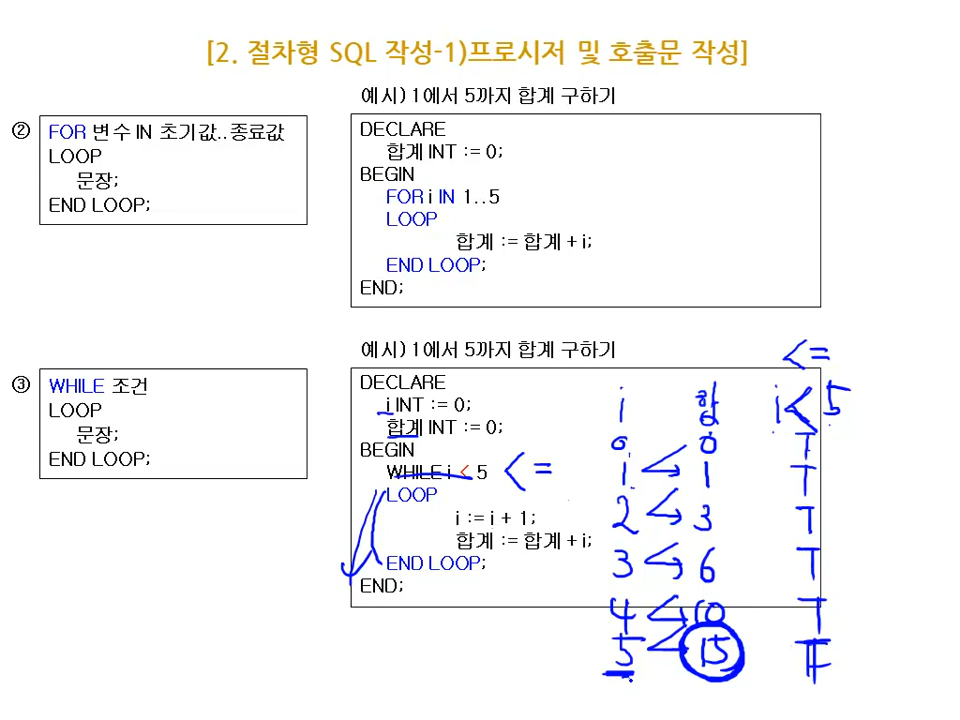 [2. 절차형 SQL 작성-1)프로시저 및 호출문 작성]
예시) 1에서 5까지 합계 구하기
②
FOR 변수 IN 초기값..종료값
LOOP
문장;
END LOOP;
DECLARE
합계 INT := 0;
BEGIN
FOR i IN 1..5
LOOP
합계 := 합계 + i;
END LOOP;
END;
예시) 1에서 5까지 합계 구하기
③
WHILE 조건
LOOP
문장;
END LOOP;
DECLARE
i INT := 0;
합계 INT := 0;
BEGIN
WHILE i < 5
LOOP
i := i + 1;
합계 := 합계 + i;
END LOOP;
END;
<=
<=
i 합 i < 5
0 0 T
1 1 T
2 3 T
3 6 T
4 10 T
5 15 F